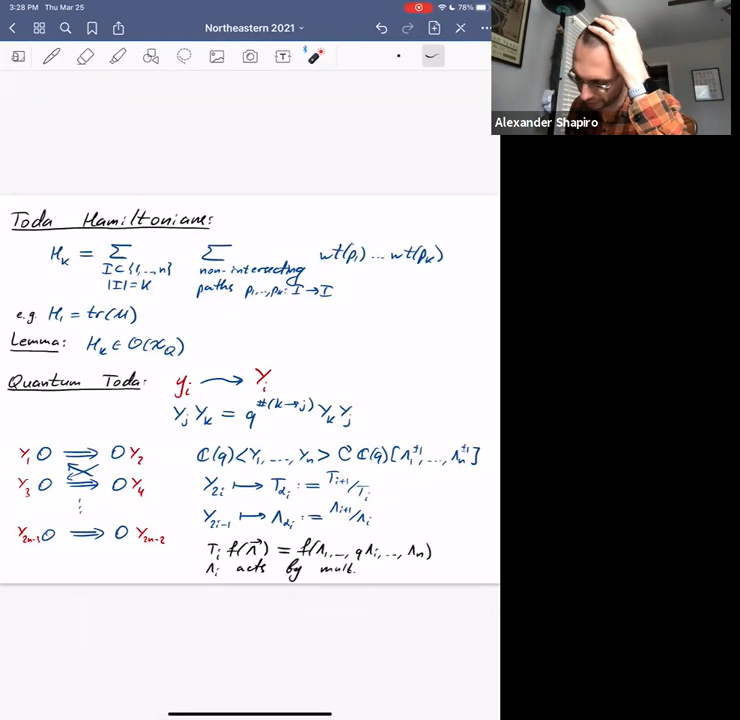 3:28 PM Thu Mar 25
78%
Northeastern 2021
Alexander Shapiro
Toda Hamiltonians:
H_k = Σ_{I⊂{1,...,n} |I|=k} Σ_{non-intersecting paths p_1,...,p_k: I→I} wt(p_1)...wt(p_k)
e.g. H_1 = tr(M)
Lemma: H_k ∈ O(X_Q)
Quantum Toda: y_i → Y_i
Y_j Y_k = q^{#(k→j)} Y_k Y_j
Y_1 O ⟹ O Y_2
Y_3 O ⟹ O Y_4
⋮
Y_{2n-3} O ⟹ O Y_{2n-2}
ℂ(q)<Y_1,...,Y_n> ↻ ℂ(q)[Λ_1^{±1},...,Λ_n^{±1}]
Y_{2i} ↦ T_{α_i} := T_{i+1}/T_i
Y_{2i-1} ↦ Λ_{α_i} := Λ_{i+1}/Λ_i
T_i f(Λ⃗) = f(Λ_1,..., qΛ_i,..., Λ_n)
Λ_i acts by mult.